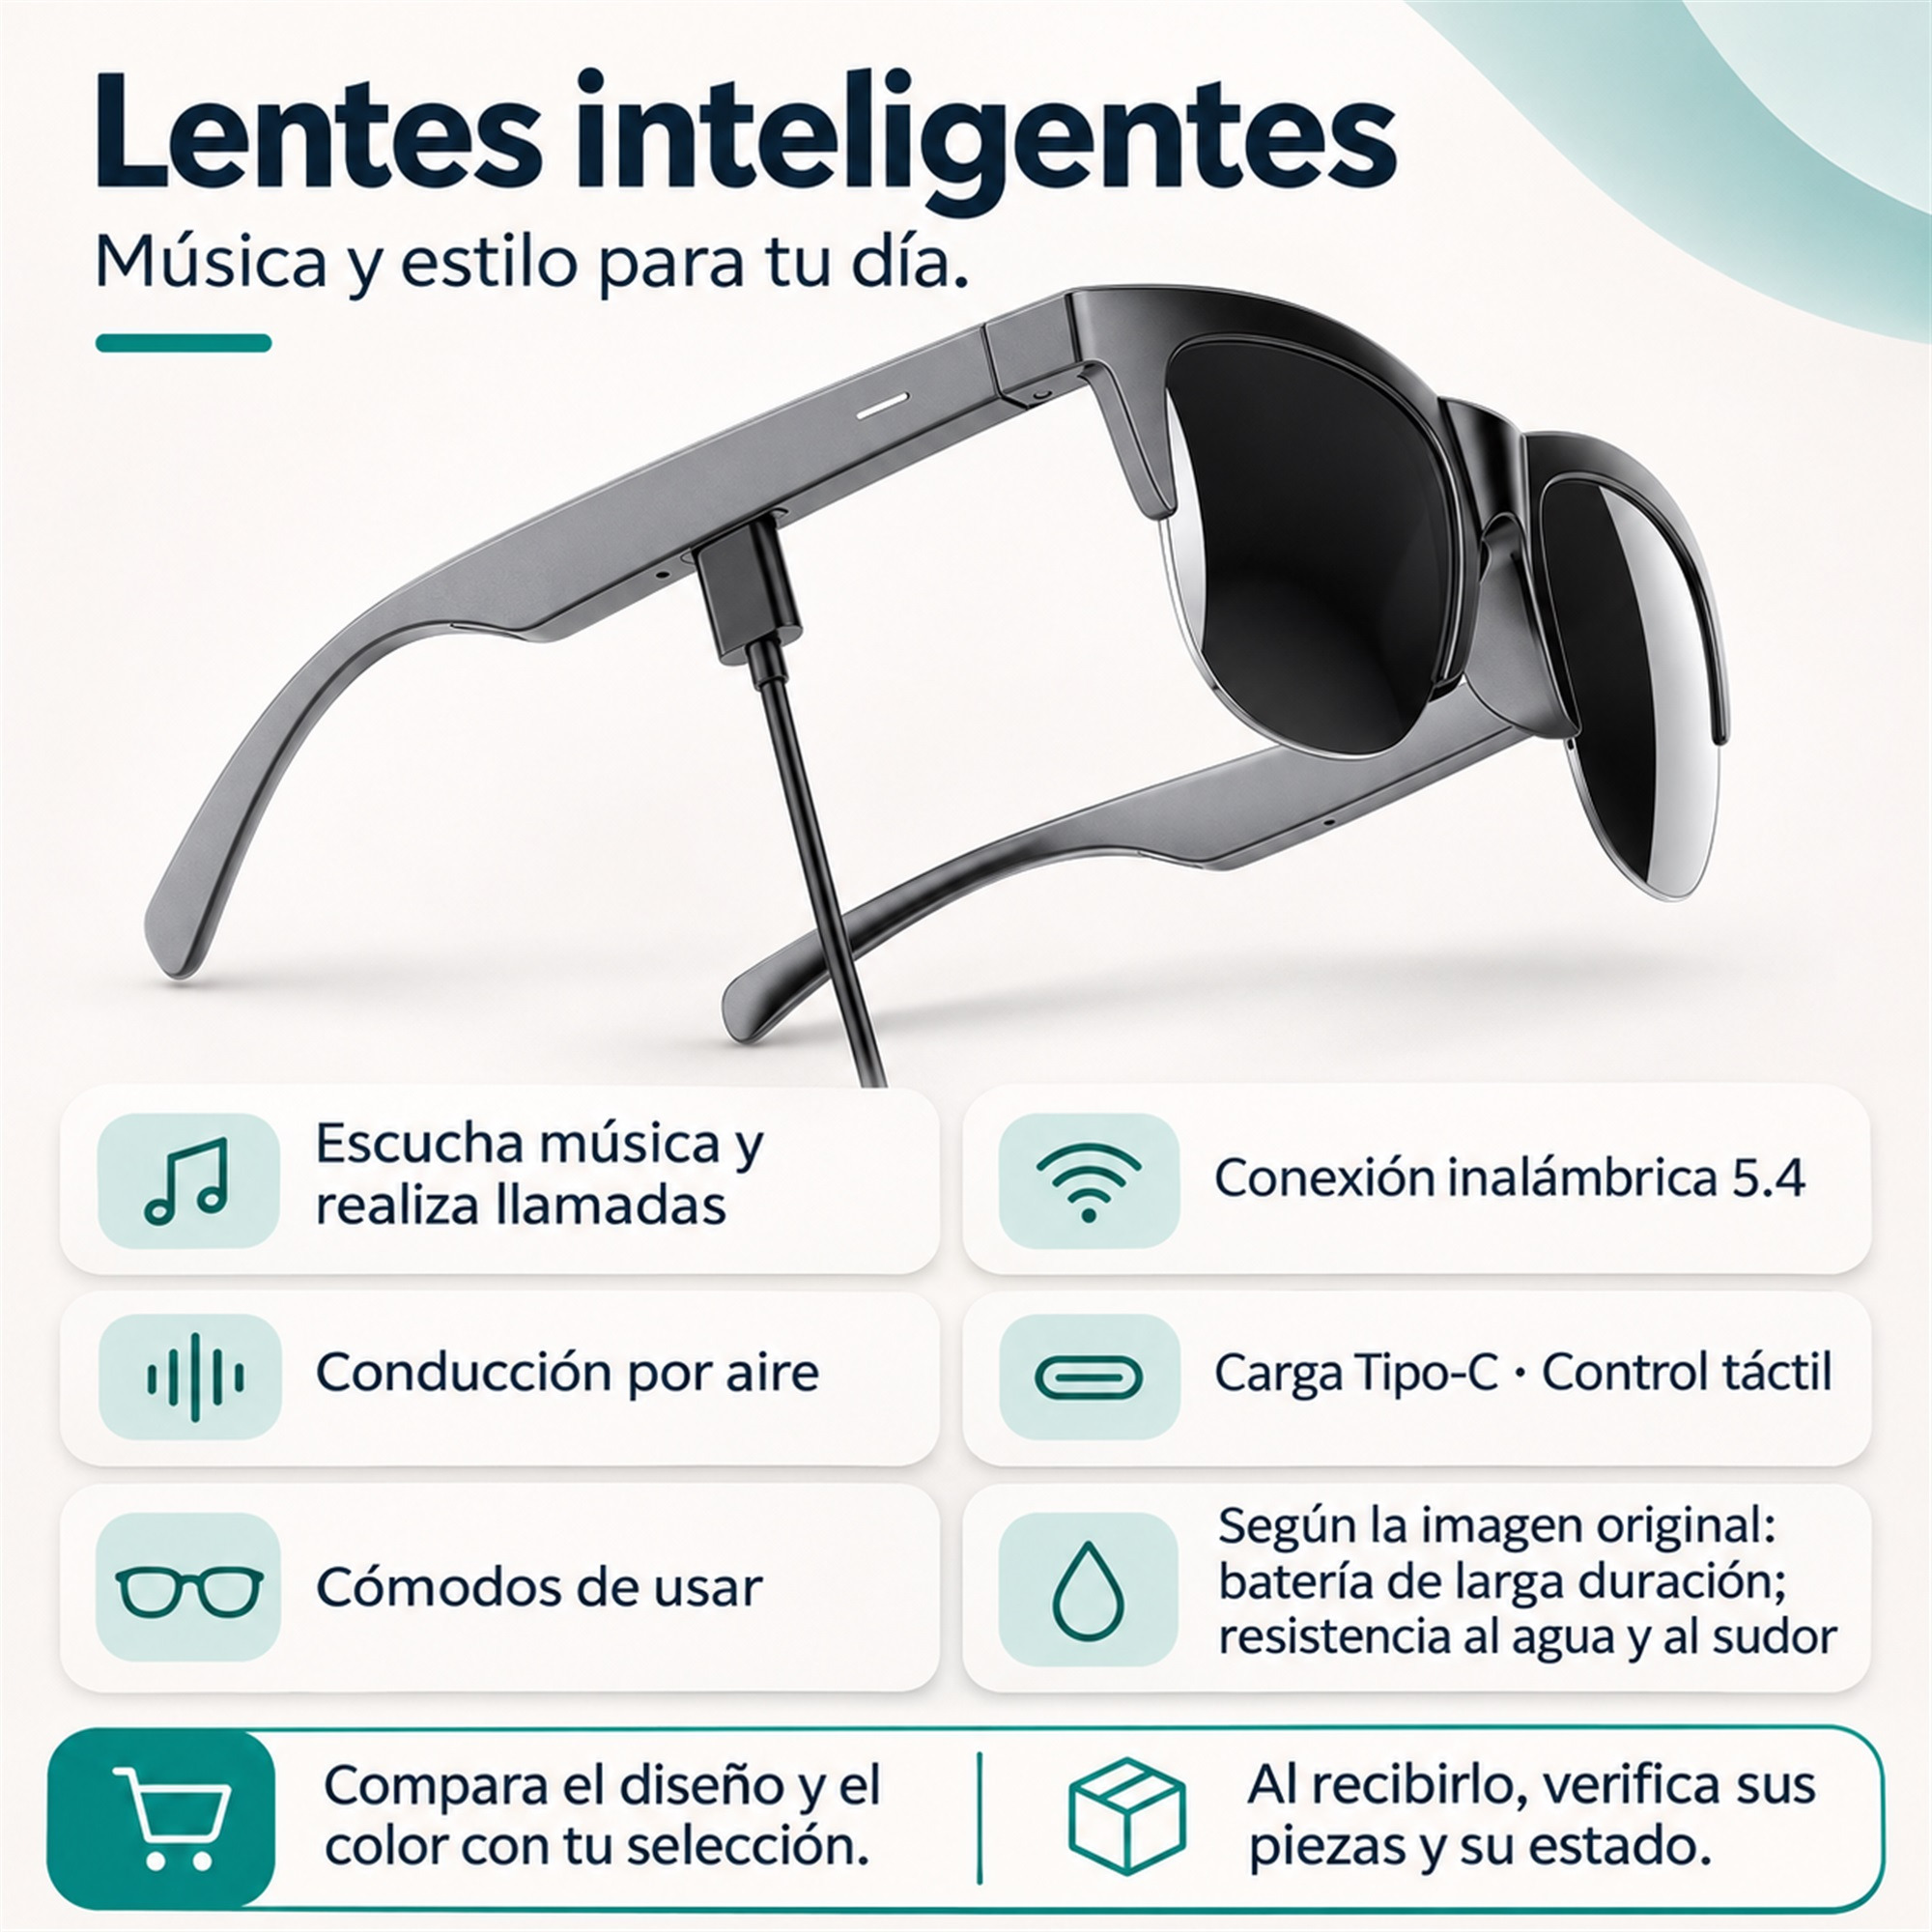 Lentes inteligentes
Música y estilo para tu día.
Escucha música y
realiza llamadas
Conexión inalámbrica 5.4
Conducción por aire
Carga Tipo-C · Control táctil
Cómodos de usar
Según la imagen original:
batería de larga duración;
resistencia al agua y al sudor
Compara el diseño y el
color con tu selección.
Al recibirlo, verifica sus
piezas y su estado.